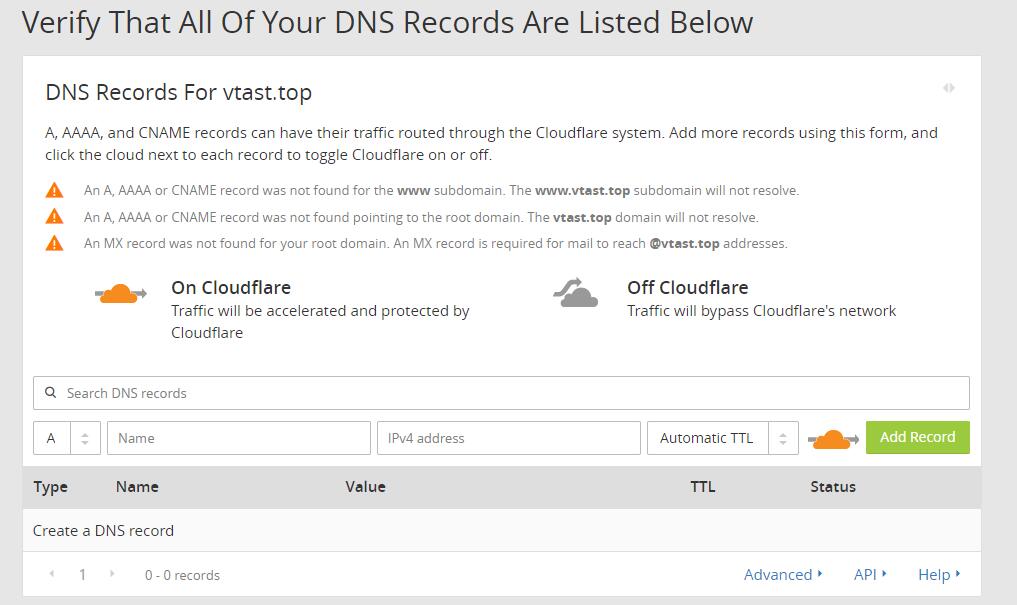 Verify That All Of Your DNS Records Are Listed Below
DNS Records For vtast.top
A, AAAA, and CNAME records can have their traffic routed through the Cloudflare system. Add more records using this form, and
click the cloud next to each record to toggle Cloudflare on or off.
An A, AAAA or CNAME record was not found for the www subdomain. The www.vtast.top subdomain will not resolve.
An A, AAAA or CNAME record was not found pointing to the root domain. The vtast.top domain will not resolve.
An MX record was not found for your root domain. An MX record is required for mail to reach @vtast.top addresses.
On Cloudflare
Traffic will be accelerated and protected by
Cloudflare
Off Cloudflare
Traffic will bypass Cloudflare's network
Search DNS records
A Name IPv4 address Automatic TTL Add Record
Type Name Value TTL Status
Create a DNS record
1 0 - 0 records Advanced API Help